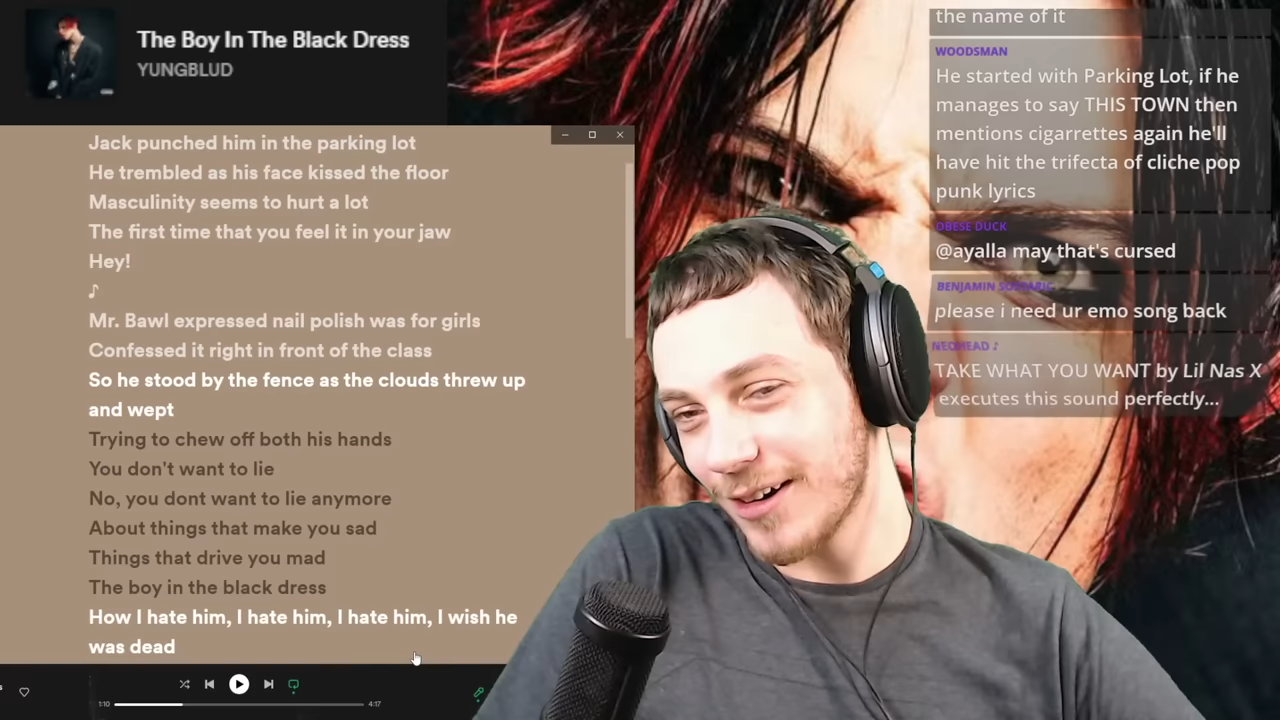 The Boy In The Black Dress
YUNGBLUD
Jack punched him in the parking lot
He trembled as his face kissed the floor
Masculinity seems to hurt a lot
The first time that you feel it in your jaw
Hey!
♪
Mr. Bawl expressed nail polish was for girls
Confessed it right in front of the class
So he stood by the fence as the clouds threw up
and wept
Trying to chew off both his hands
You don't want to lie
No, you dont want to lie anymore
About things that make you sad
Things that drive you mad
The boy in the black dress
How I hate him, I hate him, I hate him, I wish he
was dead
1:10
4:17
the name of it
WOODSMAN
He started with Parking Lot, if he
manages to say THIS TOWN then
mentions cigarrettes again he'll
have hit the trifecta of cliche pop
punk lyrics
OBESE DUCK
@ayalla may that's cursed
BENJAMIN
please i need ur emo song back
NEOHEAD ♪
TAKE WHAT YOU WANT by Lil Nas X
executes this sound perfectly...